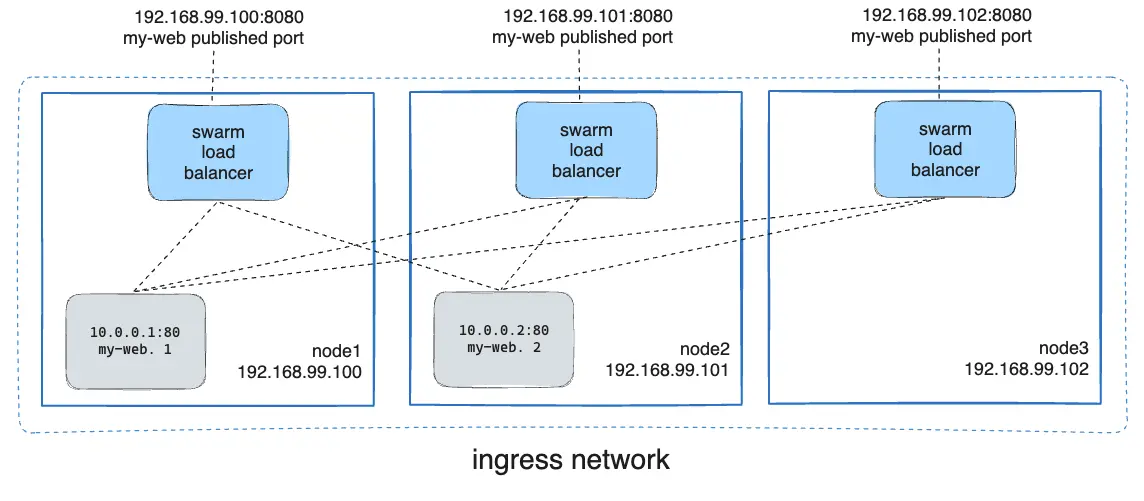 192.168.99.100:8080
my-web published port
192.168.99.101:8080
my-web published port
192.168.99.102:8080
my-web published port
swarm
load
balancer
swarm
load
balancer
swarm
load
balancer
10.0.0.1:80
my-web. 1
node1
192.168.99.100
10.0.0.2:80
my-web. 2
node2
192.168.99.101
node3
192.168.99.102
ingress network